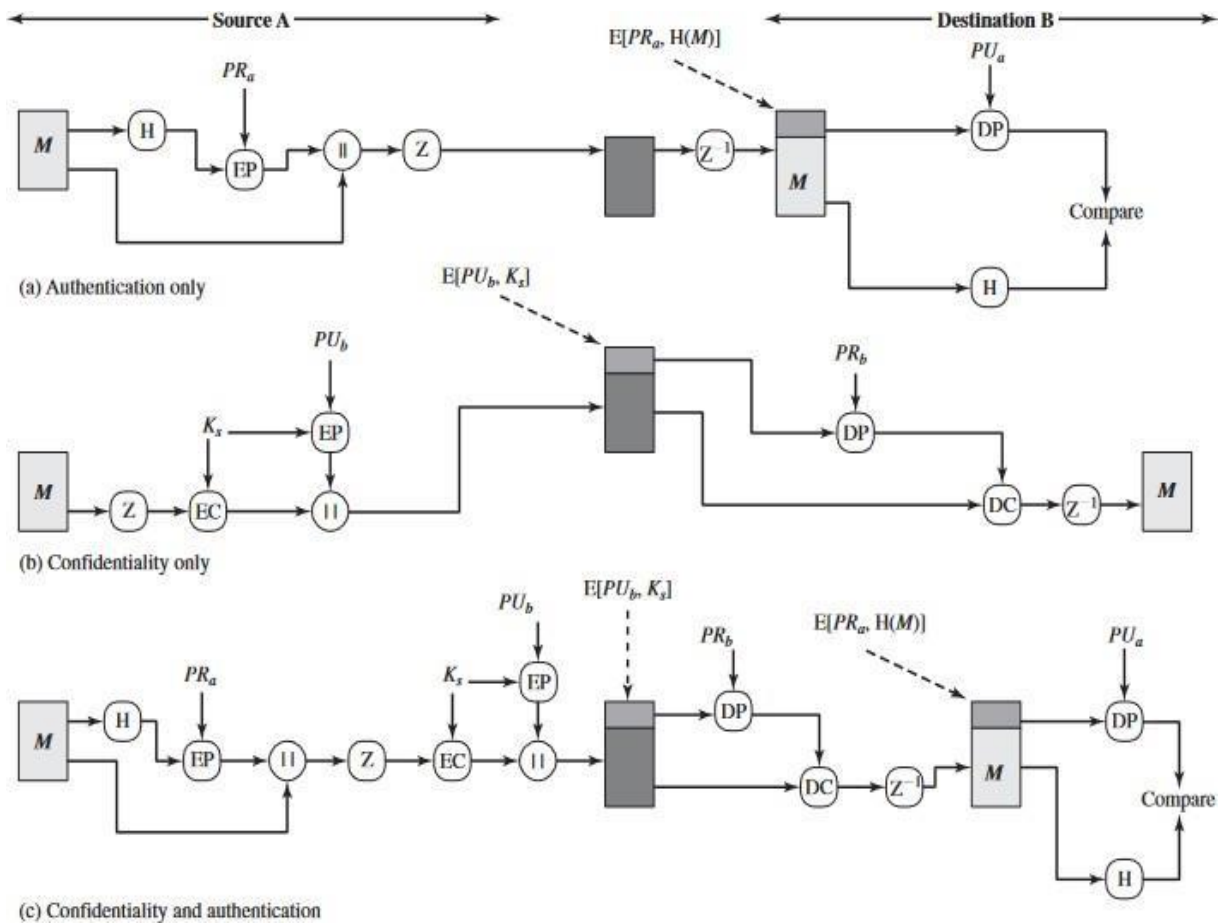 Source A
Destination B
E[PRa, H(M)]
PUa
PRa
M
H
EP
||
Z
Z−1
M
DP
Compare
H
(a) Authentication only
E[PUb, Ks]
PUb
PRb
Ks
EP
DP
M
Z
EC
||
DC
Z−1
M
(b) Confidentiality only
E[PUb, Ks]
PUb
PRb
E[PRa, H(M)]
PUa
PRa
Ks
EP
M
H
EP
||
Z
EC
||
DP
DC
Z−1
M
DP
Compare
H
(c) Confidentiality and authentication